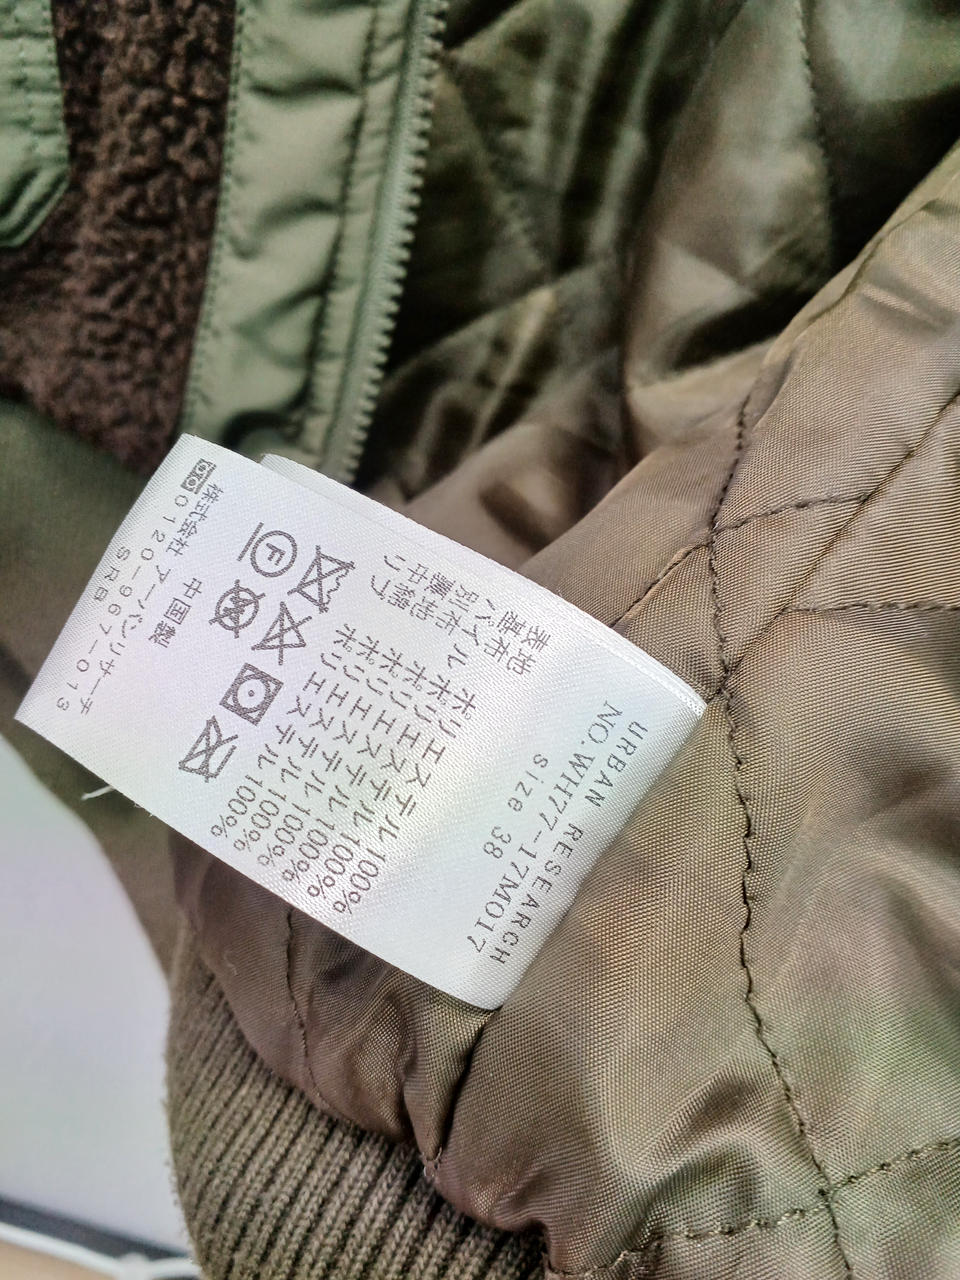 URBAN RESEARCH
NO.WH77-17M017
Size 38
表地 ポリエステル100%
別布 パイル ポリエステル100%
裏地 ポリエステル100%
中綿 ポリエステル100%
リブ ポリエステル100%
中国製
株式会社 アーバンリサーチ
0120-967-013
SRB